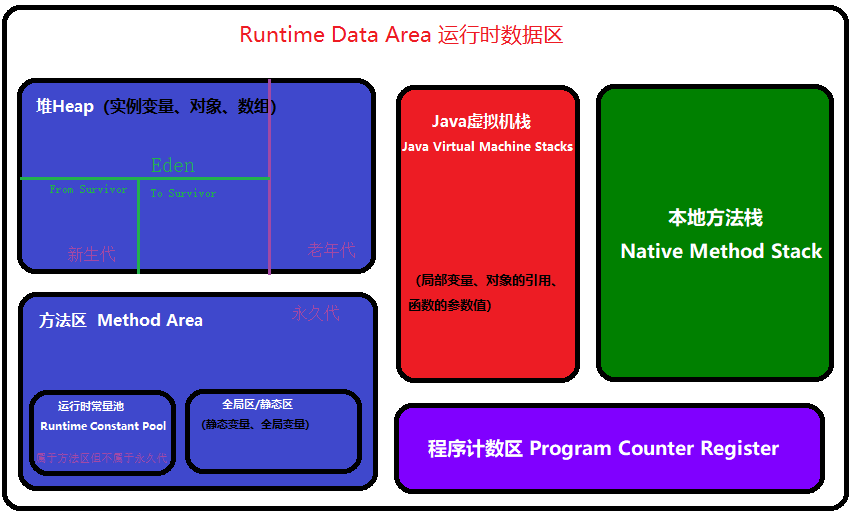 Runtime Data Area 运行时数据区
堆Heap（实例变量、对象、数组）
Eden
From Survivor
To Survivor
新生代
老年代
方法区 Method Area
永久代
运行时常量池
Runtime Constant Pool
属于方法区但不属于永久代
全局区/静态区
(静态变量、全局变量)
Java虚拟机栈
Java Virtual Machine Stacks
（局部变量、对象的引用、
函数的参数值）
本地方法栈
Native Method Stack
程序计数区 Program Counter Register